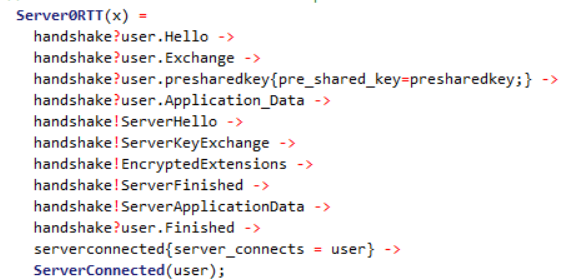 Server0RTT(x) =
handshake?user.Hello ->
handshake?user.Exchange ->
handshake?user.presharedkey{pre_shared_key=presharedkey;} ->
handshake?user.Application_Data ->
handshake!ServerHello ->
handshake!ServerKeyExchange ->
handshake!EncryptedExtensions ->
handshake!ServerFinished ->
handshake!ServerApplicationData ->
handshake?user.Finished ->
serverconnected{server_connects = user} ->
ServerConnected(user);